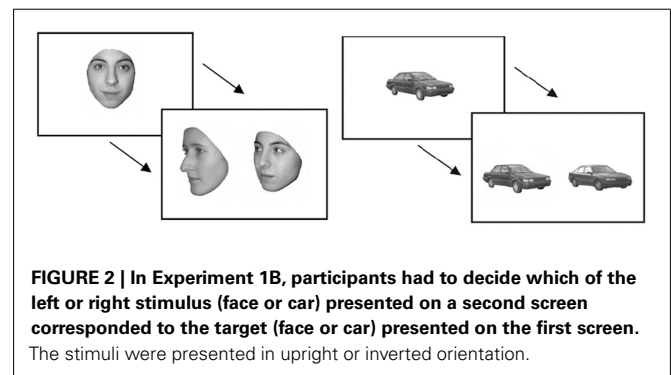 FIGURE 2 | In Experiment 1B, participants had to decide which of the
left or right stimulus (face or car) presented on a second screen
corresponded to the target (face or car) presented on the first screen.
The stimuli were presented in upright or inverted orientation.